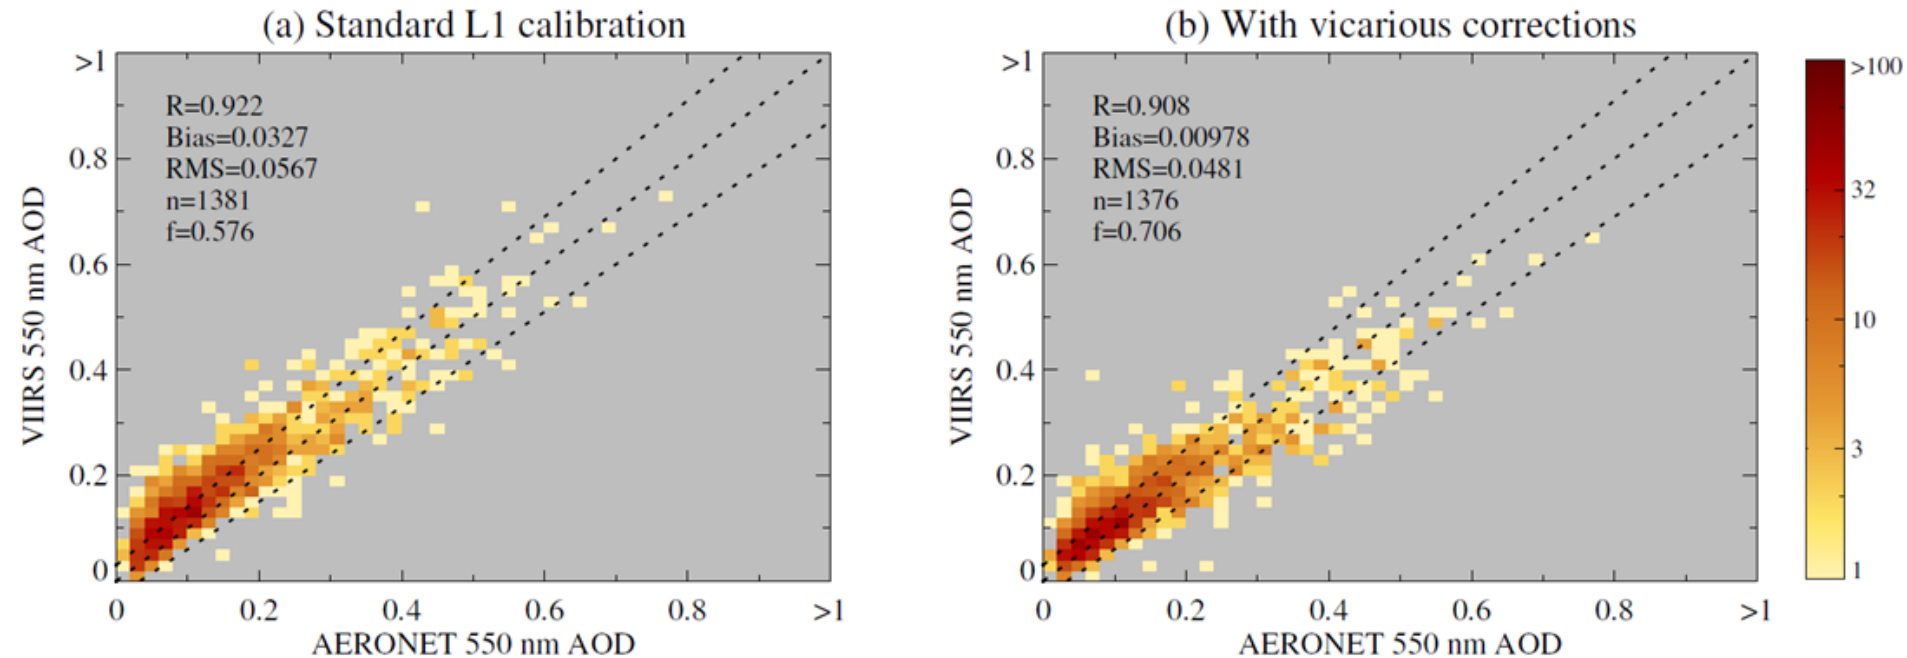 (a) Standard L1 calibration
>1
0.8
0.6
0.4
0.2
0
R=0.922
Bias=0.0327
RMS=0.0567
n=1381
f=0.576
VIIRS 550 nm AOD
0 0.2 0.4 0.6 0.8 >1
AERONET 550 nm AOD
(b) With vicarious corrections
>1
0.8
0.6
0.4
0.2
0
R=0.908
Bias=0.00978
RMS=0.0481
n=1376
f=0.706
VIIRS 550 nm AOD
0 0.2 0.4 0.6 0.8 >1
AERONET 550 nm AOD
>100
32
10
3
1